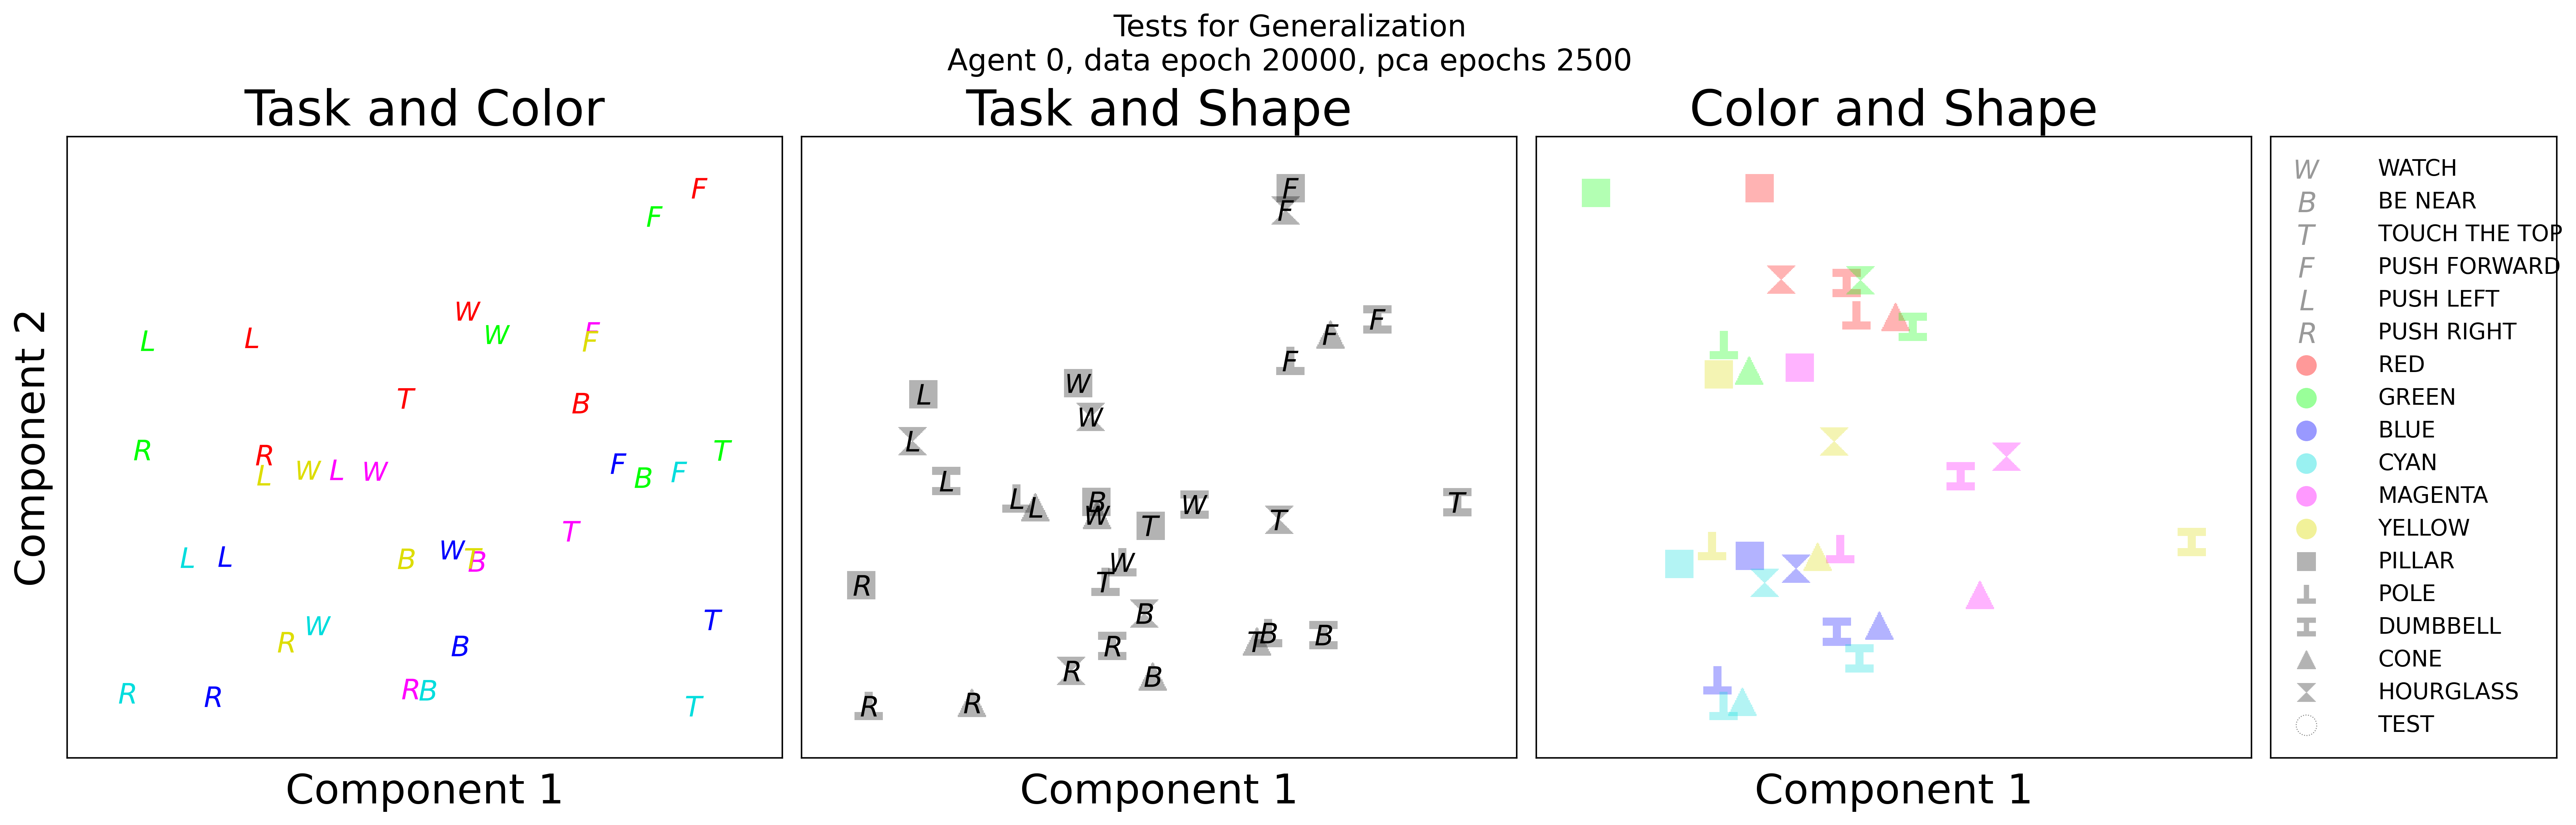 Tests for Generalization
Agent 0, data epoch 20000, pca epochs 2500
Task and Color
Task and Shape
Color and Shape
Component 2
F
F
W
W
F
F
L
L
T
B
R
R
L
W
L
W
F
B
F
T
T
L
L
B
W
T
B
T
W
R
B
R
R
R
B
T
F
F
F
F
F
L
W
W
L
L
L
L
B
W
T
W
T
T
W
T
R
B
R
T
B
B
R
B
R
R
W WATCH
B BE NEAR
T TOUCH THE TOP
F PUSH FORWARD
L PUSH LEFT
R PUSH RIGHT
RED
GREEN
BLUE
CYAN
MAGENTA
YELLOW
PILLAR
POLE
DUMBBELL
CONE
HOURGLASS
TEST
Component 1
Component 1
Component 1